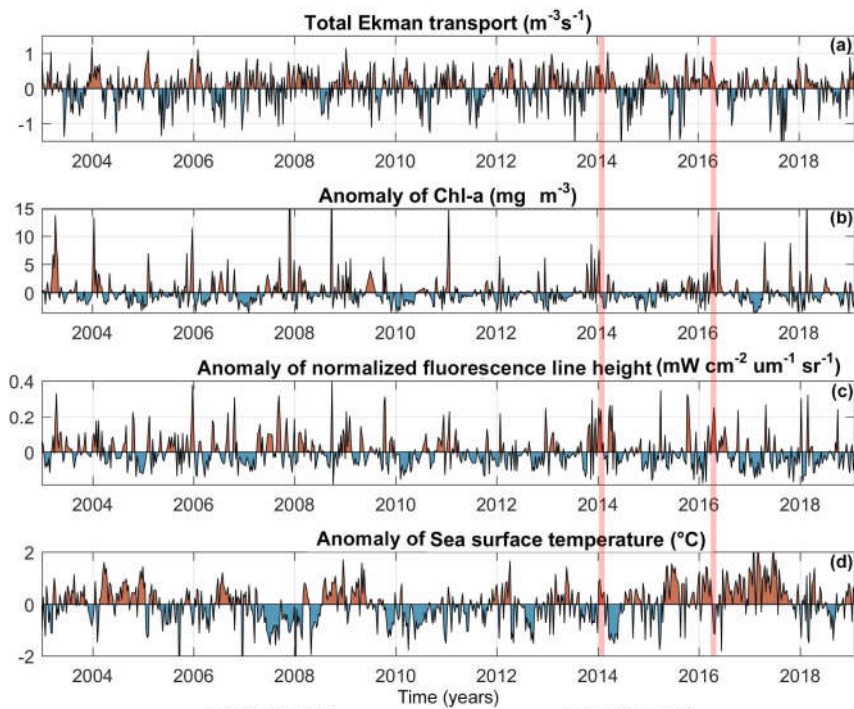 Total Ekman transport (m⁻³s⁻¹)
(a)
1
0
-1
2004 2006 2008 2010 2012 2014 2016 2018
Anomaly of Chl-a (mg m⁻³)
(b)
15
10
5
0
2004 2006 2008 2010 2012 2014 2016 2018
Anomaly of normalized fluorescence line height (mW cm⁻² um⁻¹ sr⁻¹)
(c)
0.4
0.2
0
2004 2006 2008 2010 2012 2014 2016 2018
Anomaly of Sea surface temperature (°C)
(d)
2
0
-2
2004 2006 2008 2010 2012 2014 2016 2018
Time (years)